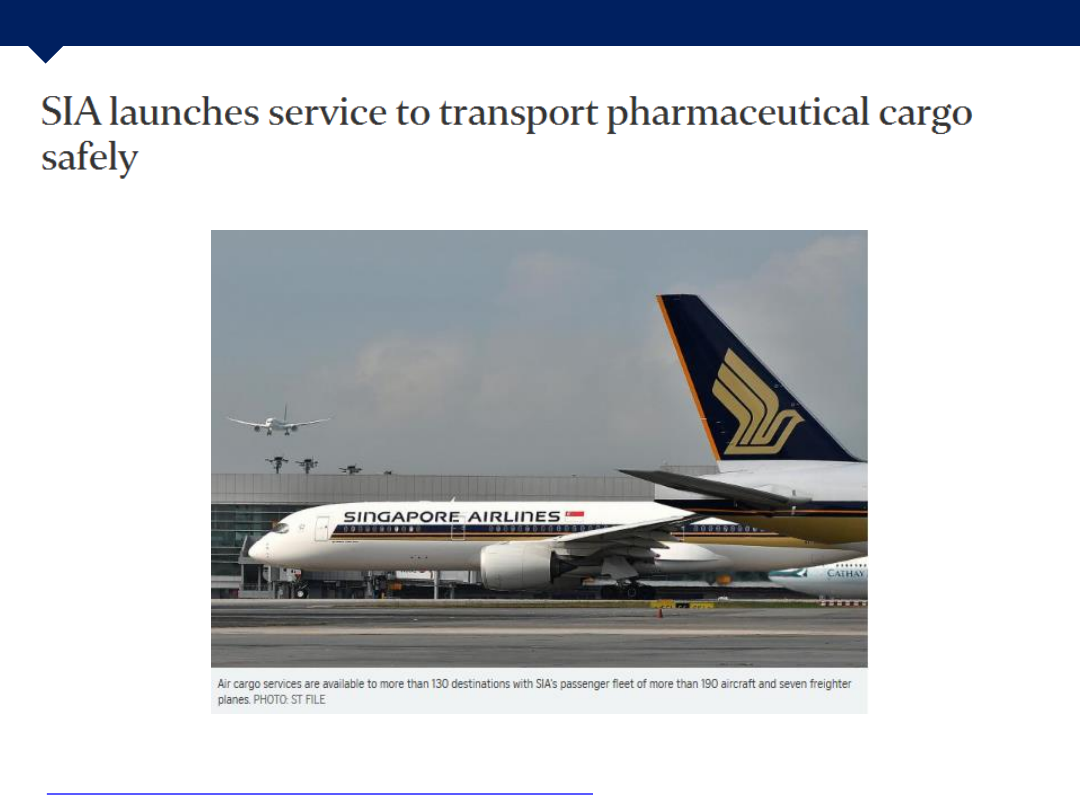 SIA launches service to transport pharmaceutical cargo
safely
SINGAPORE AIRLINES
CATHAY
Air cargo services are available to more than 130 destinations with SIA's passenger fleet of more than 190 aircraft and seven freighter
planes. PHOTO: ST FILE